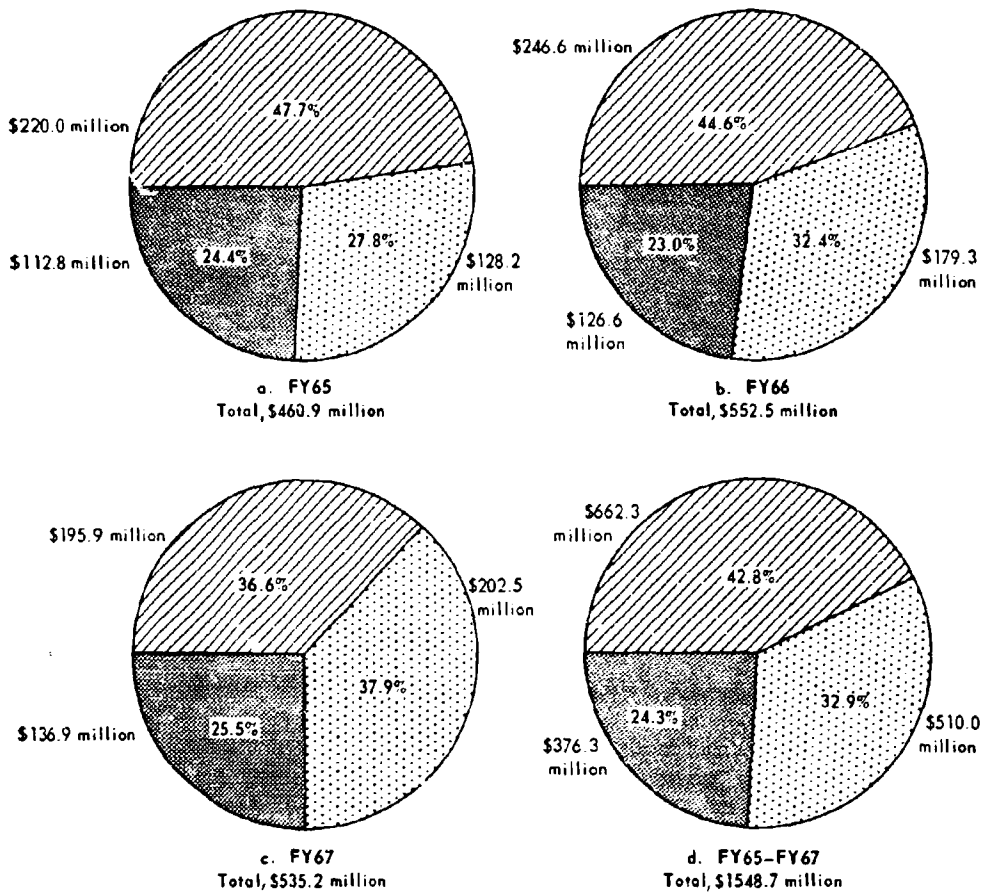 $220.0 million
47.7%
$112.8 million
24.4%
27.8%
$128.2
million
a. FY65
Total, $460.9 million
$246.6 million
44.6%
23.0%
32.4%
$179.3
million
$126.6
million
b. FY66
Total, $552.5 million
$195.9 million
36.6%
$202.5
million
37.9%
$136.9 million
25.5%
c. FY67
Total, $535.2 million
$662.3
million
42.8%
24.3%
32.9%
$376.3
million
$510.0
million
d. FY65–FY67
Total, $1548.7 million